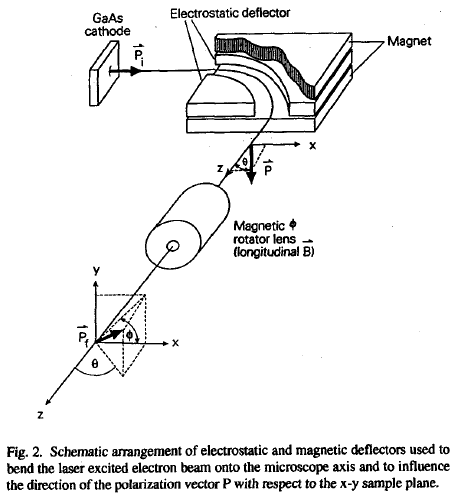 GaAs
cathode
Electrostatic deflector
Magnet
P⃗i
x
z
θ
P⃗
Magnetic ϕ
rotator lens
(longitudinal B⃗)
y
P⃗f
ϕ
x
θ
z
Fig. 2. Schematic arrangement of electrostatic and magnetic deflectors used to
bend the laser excited electron beam onto the microscope axis and to influence
the direction of the polarization vector P with respect to the x-y sample plane.